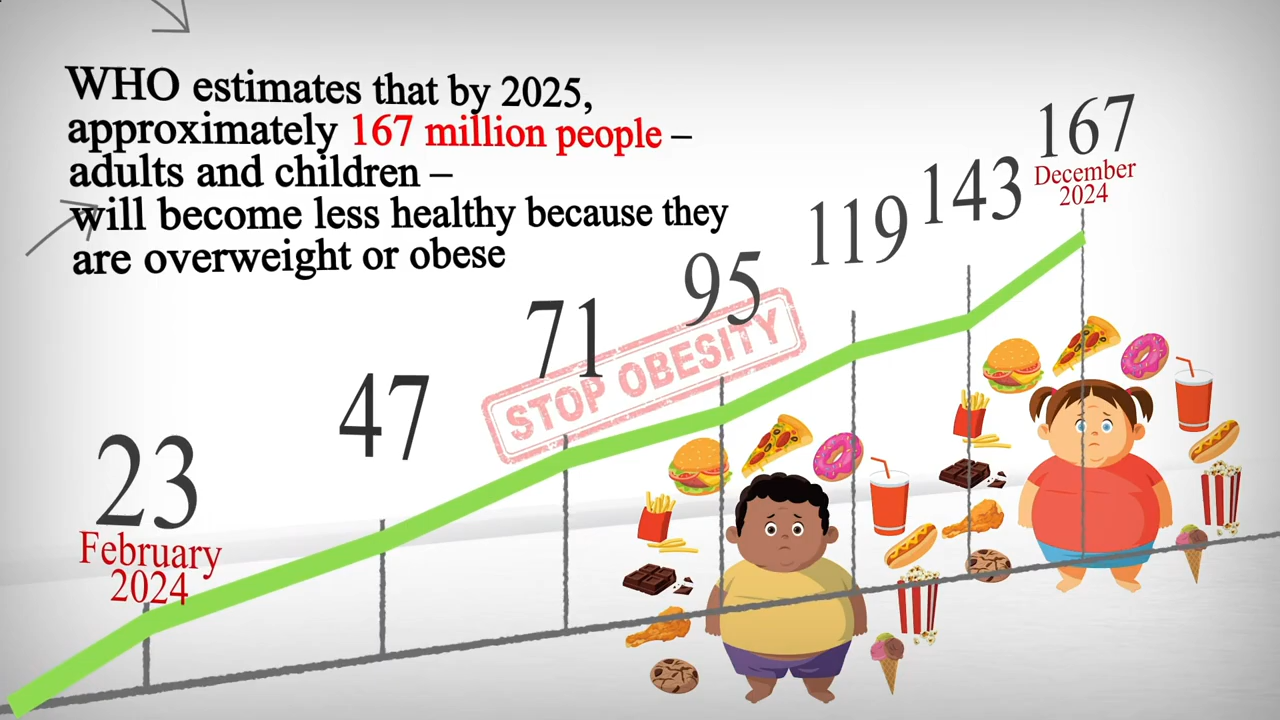 WHO estimates that by 2025,
approximately 167 million people –
adults and children –
will become less healthy because they
are overweight or obese
23
February
2024
47
71
95
119
143
167
December
2024
STOP OBESITY